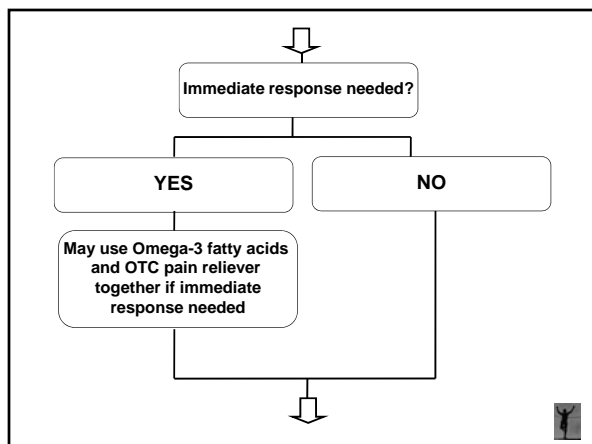 Immediate response needed?
YES
NO
May use Omega-3 fatty acids
and OTC pain reliever
together if immediate
response needed